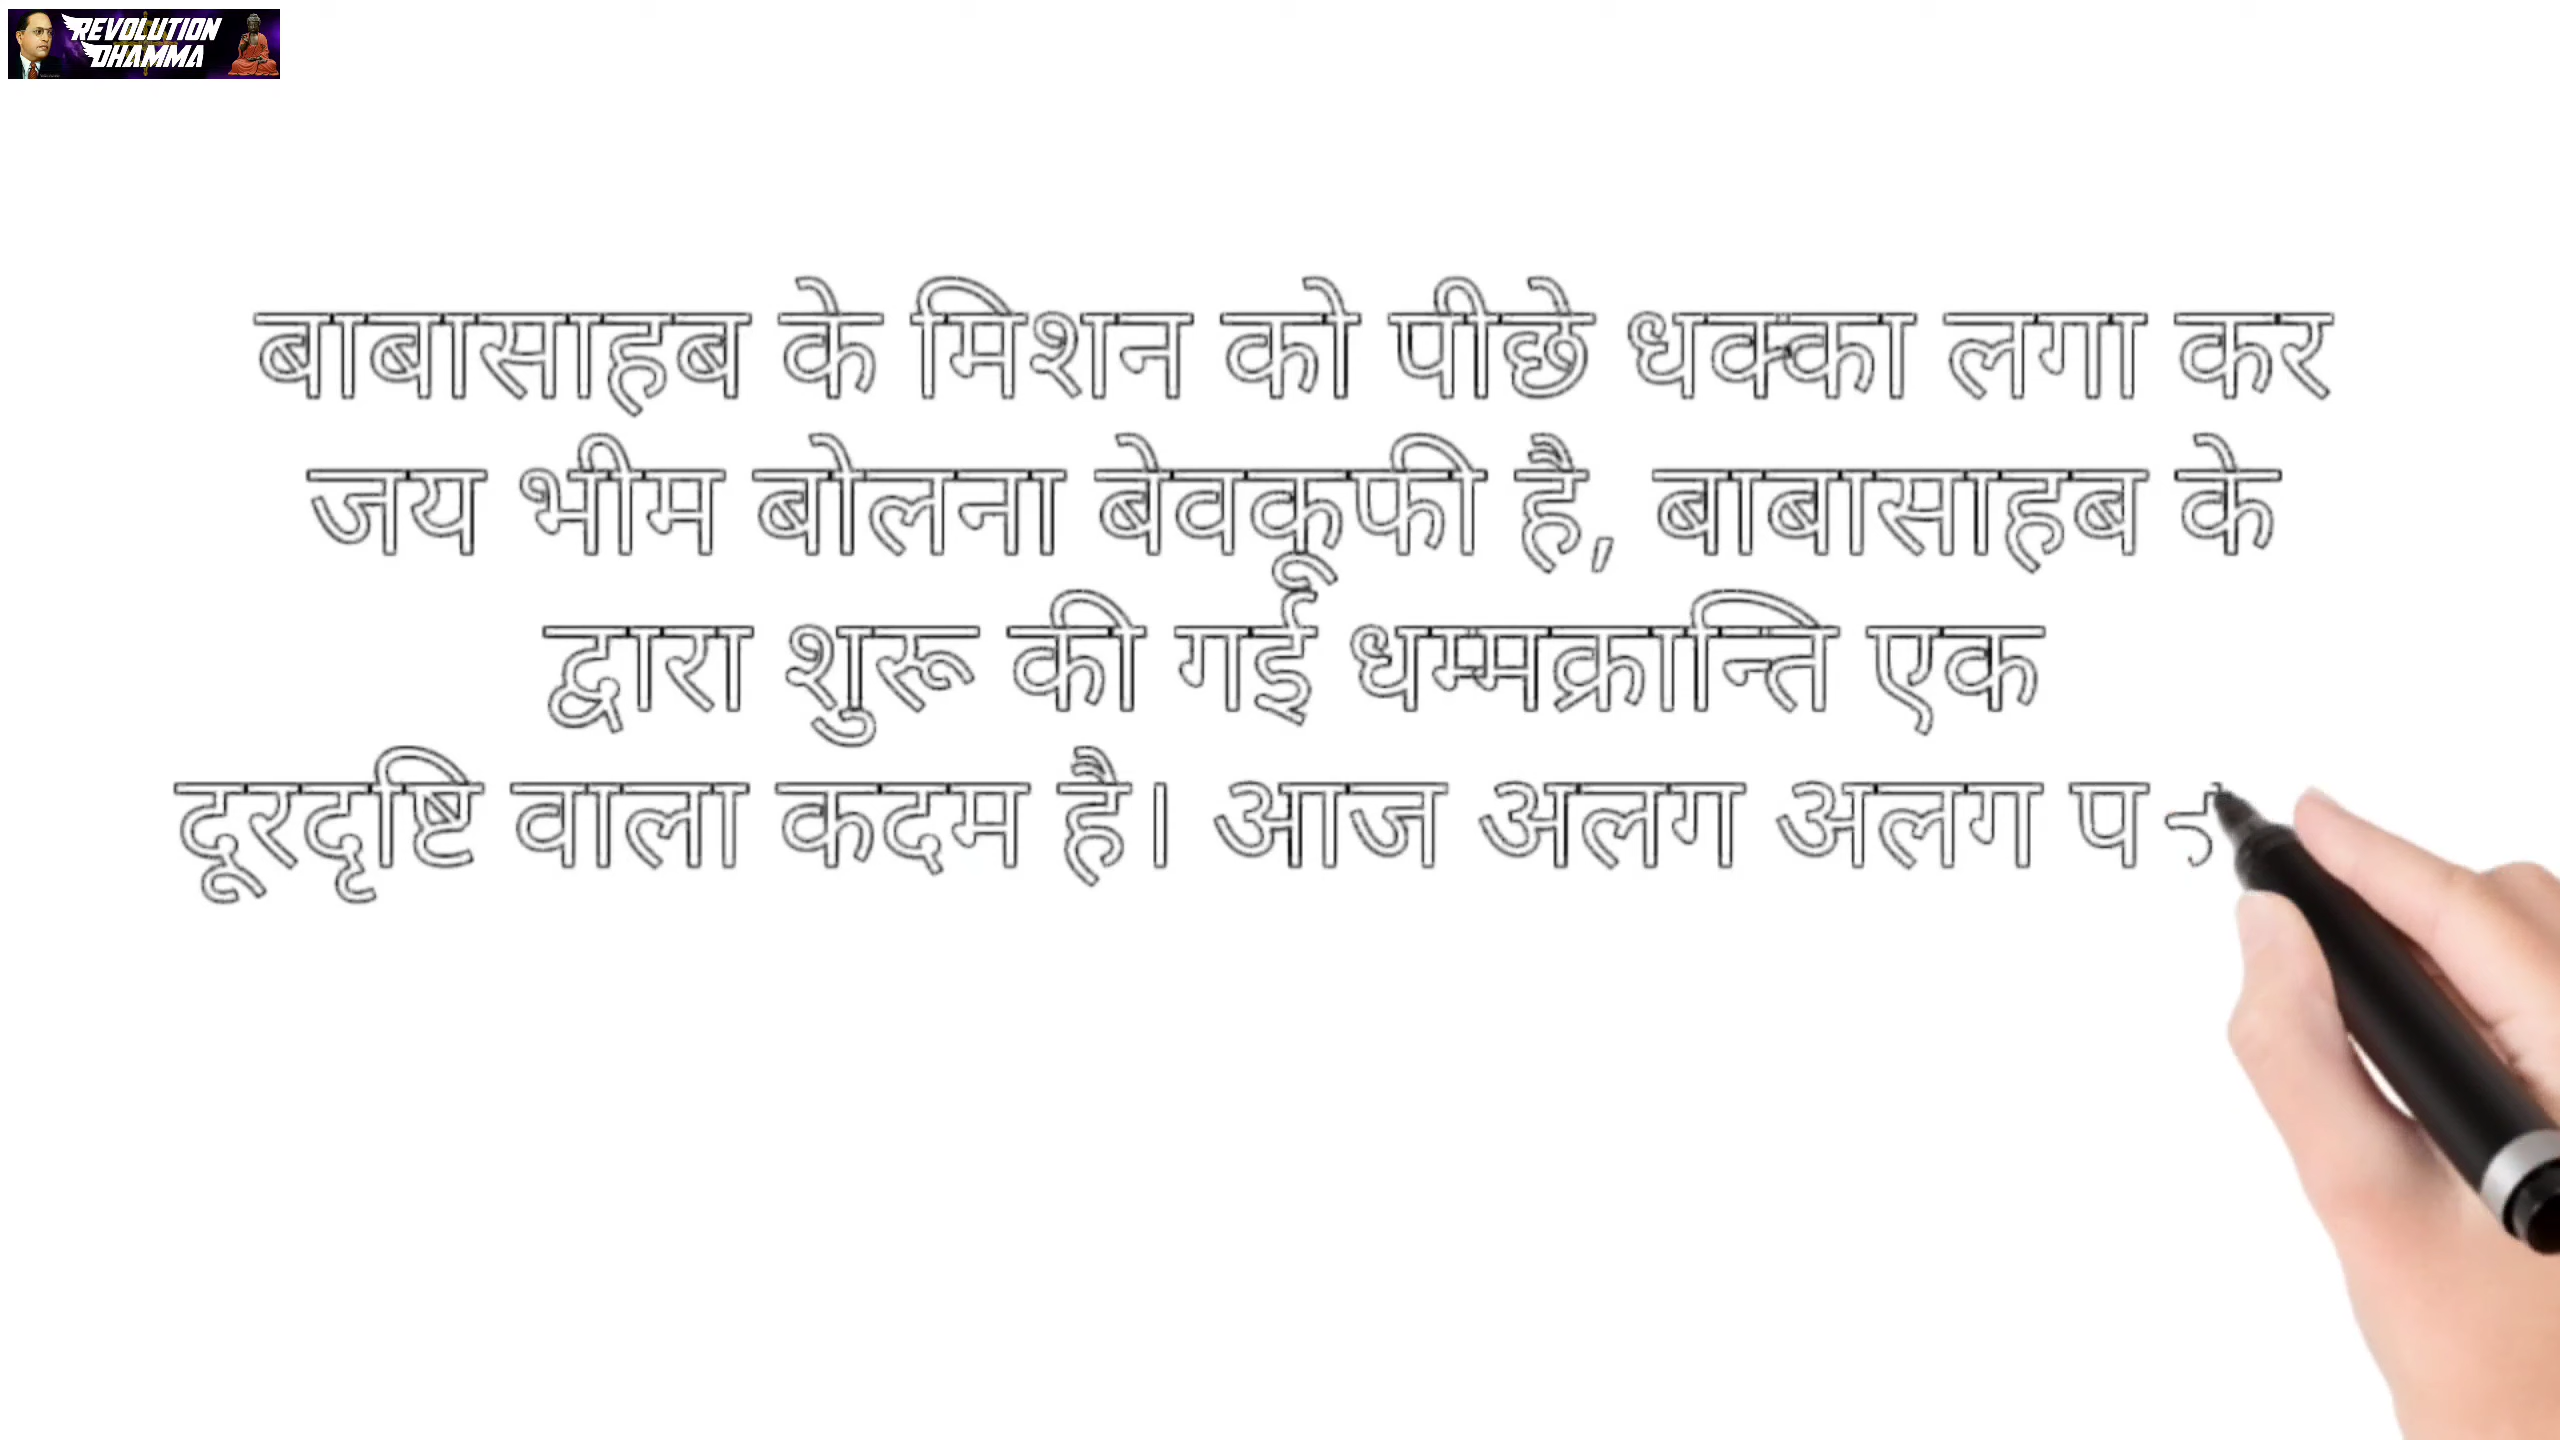 REVOLUTION
DHAMMA
बाबासाहब के मिशन को पीछे धक्का लगा कर
जय भीम बोलना बेवकूफी है, बाबासाहब के
द्वारा शुरू की गई धम्मक्रान्ति एक
दूरदृष्टि वाला कदम है। आज अलग अलग